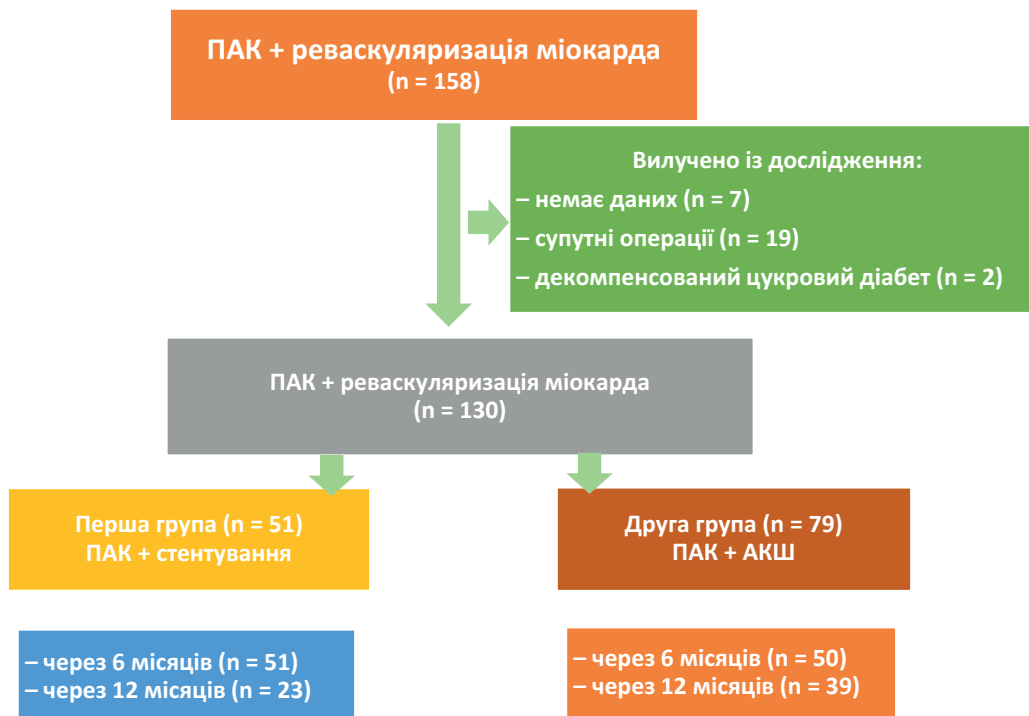 ПАК + реваскуляризація міокарда
(n = 158)
Вилучено із дослідження:
– немає даних (n = 7)
– супутні операції (n = 19)
– декомпенсований цукровий діабет (n = 2)
ПАК + реваскуляризація міокарда
(n = 130)
Перша група (n = 51)
ПАК + стентування
Друга група (n = 79)
ПАК + АКШ
– через 6 місяців (n = 51)
– через 12 місяців (n = 23)
– через 6 місяців (n = 50)
– через 12 місяців (n = 39)